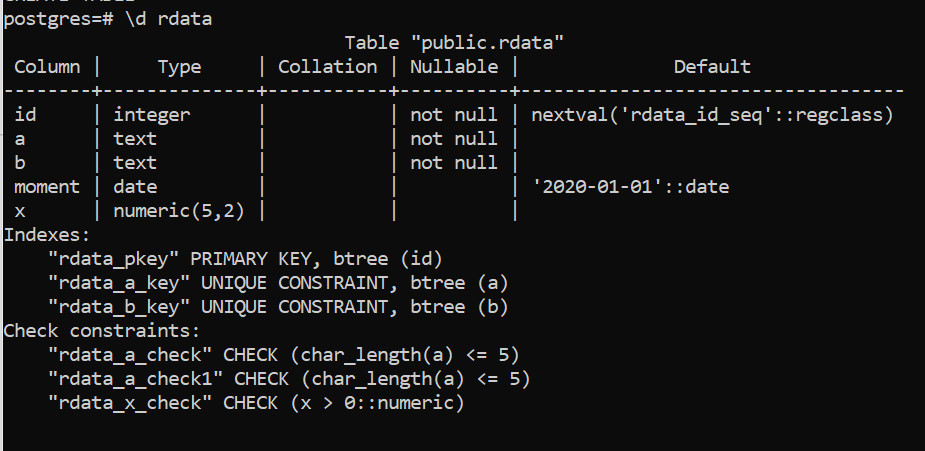 postgres=# \d rdata
                                Table "public.rdata"
 Column |     Type     | Collation | Nullable |              Default
--------+--------------+-----------+----------+-----------------------------------
 id     | integer      |           | not null | nextval('rdata_id_seq'::regclass)
 a      | text         |           | not null |
 b      | text         |           | not null |
 moment | date         |           |          | '2020-01-01'::date
 x      | numeric(5,2) |           |          |
Indexes:
    "rdata_pkey" PRIMARY KEY, btree (id)
    "rdata_a_key" UNIQUE CONSTRAINT, btree (a)
    "rdata_b_key" UNIQUE CONSTRAINT, btree (b)
Check constraints:
    "rdata_a_check" CHECK (char_length(a) <= 5)
    "rdata_a_check1" CHECK (char_length(a) <= 5)
    "rdata_x_check" CHECK (x > 0::numeric)